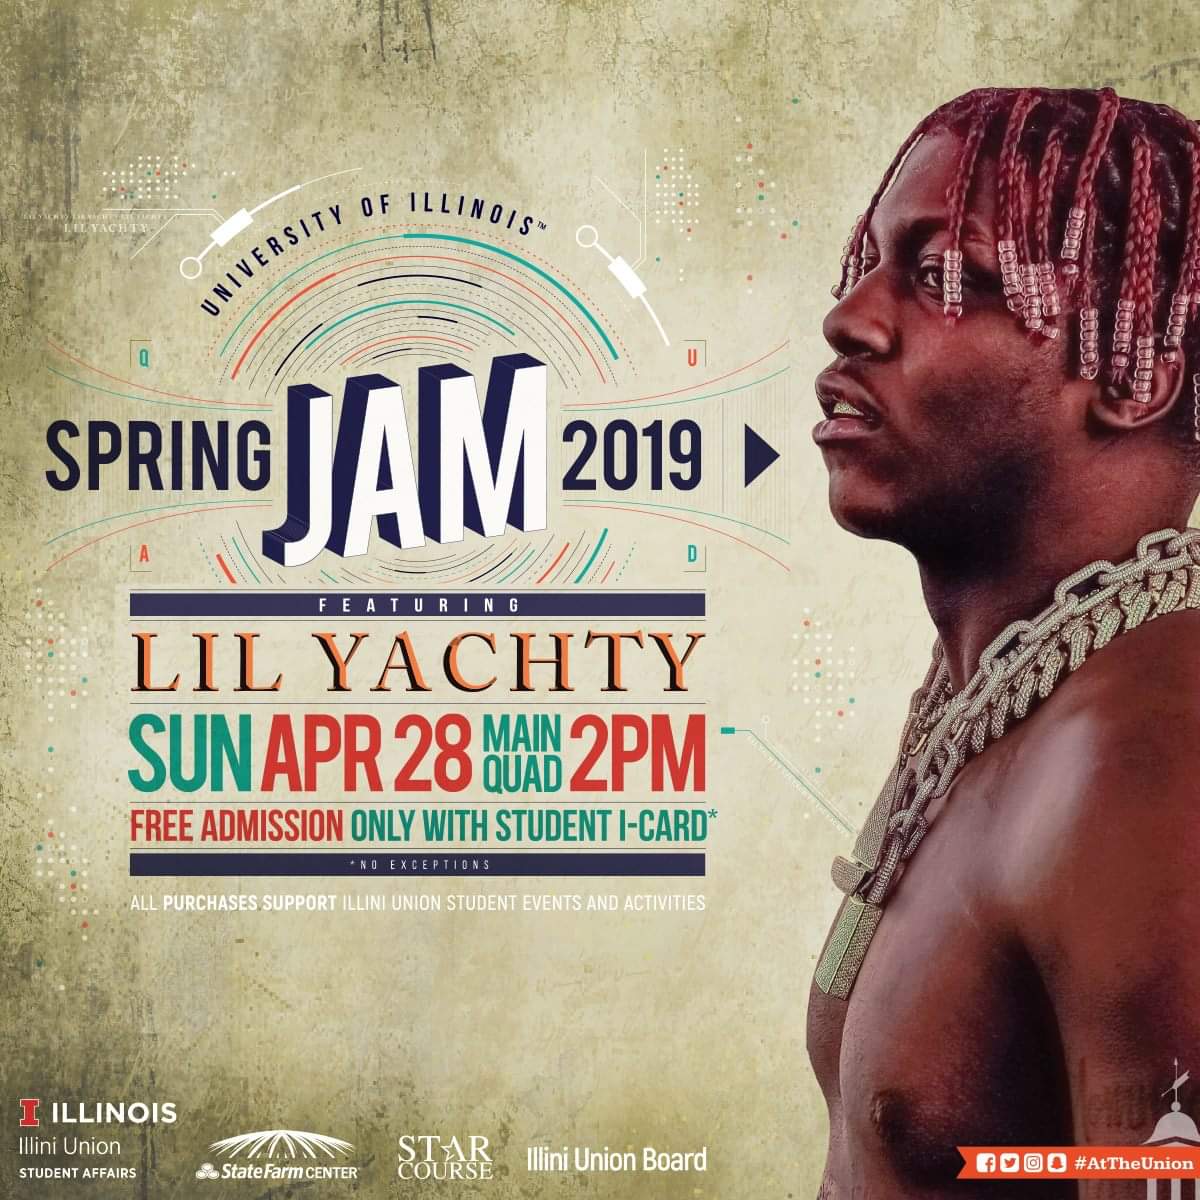 LIL YACHTY
UNIVERSITY OF ILLINOIS™
Q U
SPRING JAM 2019
A D
FEATURING
LIL YACHTY
SUN APR 28 MAIN QUAD 2PM
FREE ADMISSION ONLY WITH STUDENT I-CARD*
*NO EXCEPTIONS
ALL PURCHASES SUPPORT ILLINI UNION STUDENT EVENTS AND ACTIVITIES
I ILLINOIS
Illini Union
STUDENT AFFAIRS
StateFarm CENTER
STAR
COURSE
Illini Union Board
#AtTheUnion